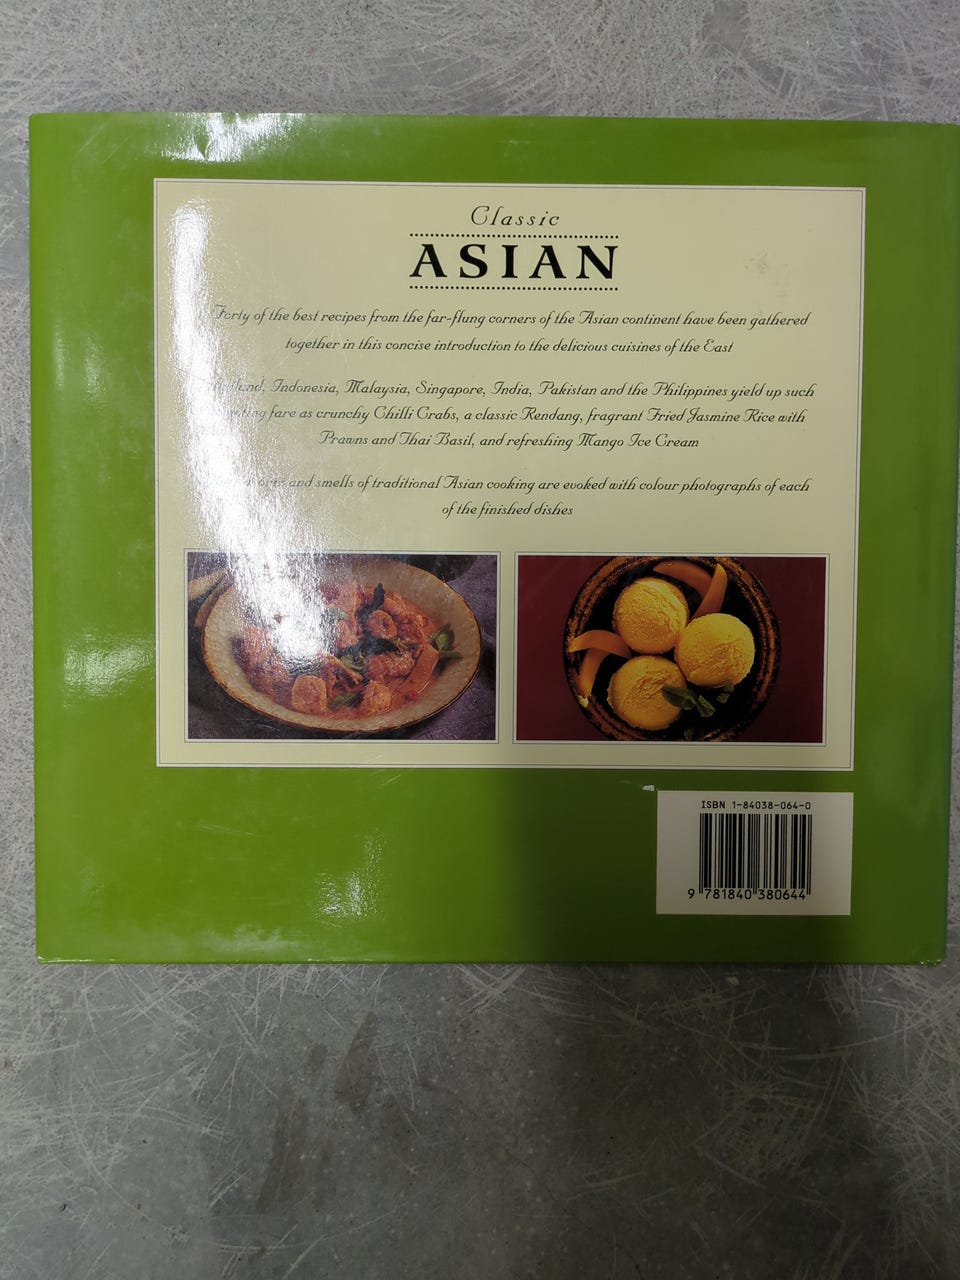 Classic
ASIAN
Forty of the best recipes from the far-flung corners of the Asian continent have been gathered
together in this concise introduction to the delicious cuisines of the East
Indonesia, Malaysia, Singapore, India, Pakistan and the Philippines yield up such
fare as crunchy Chilli Crabs, a classic Rendang, fragrant Fried Jasmine Rice with
Prawns and Thai Basil, and refreshing Mango Ice Cream
and smells of traditional Asian cooking are evoked with colour photographs of each
of the finished dishes
ISBN 1-84038-064-0
9 781840 380644